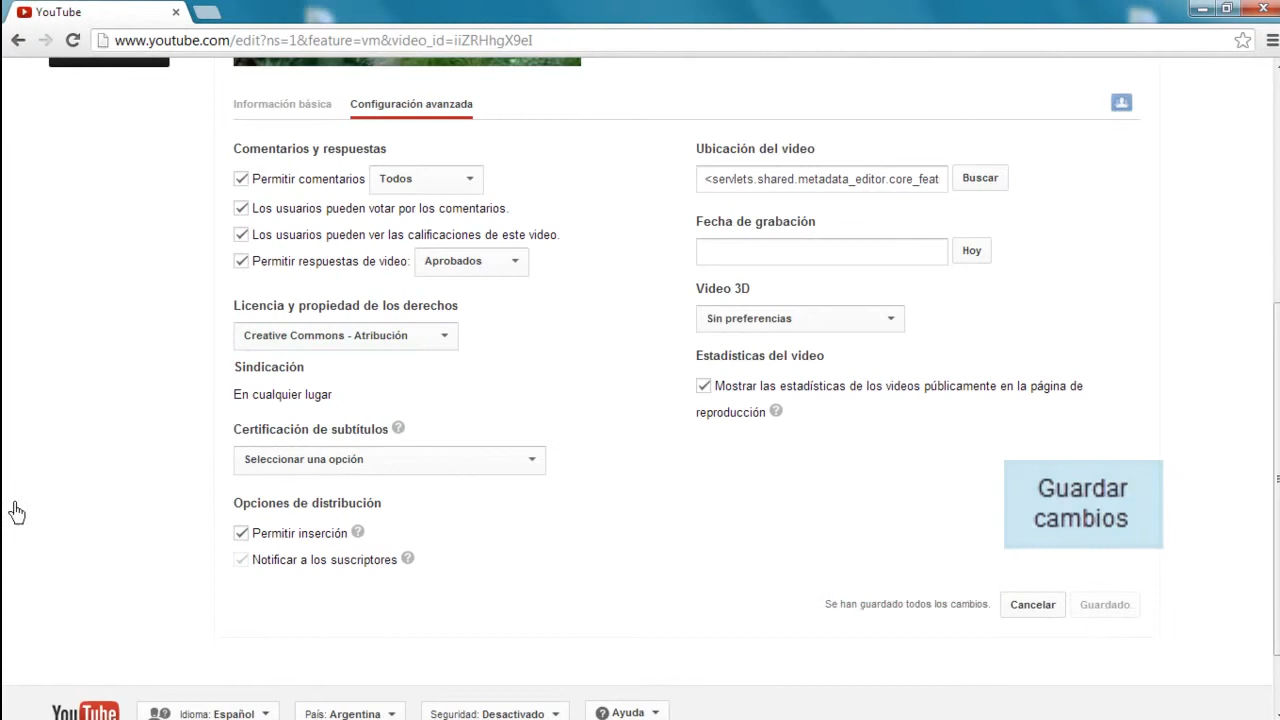 YouTube
www.youtube.com/edit?ns=1&feature=vm&video_id=iiZRHhgX9eI
Información básica
Configuración avanzada
Comentarios y respuestas
Permitir comentarios
Todos
Los usuarios pueden votar por los comentarios.
Los usuarios pueden ver las calificaciones de este video.
Permitir respuestas de video:
Aprobados
Licencia y propiedad de los derechos
Creative Commons - Atribución
Sindicación
En cualquier lugar
Certificación de subtítulos ?
Seleccionar una opción
Opciones de distribución
Permitir inserción ?
Notificar a los suscriptores ?
Ubicación del video
<servlets.shared.metadata_editor.core_feat
Buscar
Fecha de grabación
Hoy
Video 3D
Sin preferencias
Estadísticas del video
Mostrar las estadísticas de los videos públicamente en la página de
reproducción ?
Guardar
cambios
Se han guardado todos los cambios.
Cancelar
Guardado.
YouTube
Idioma: Español
País: Argentina
Seguridad: Desactivado
Ayuda